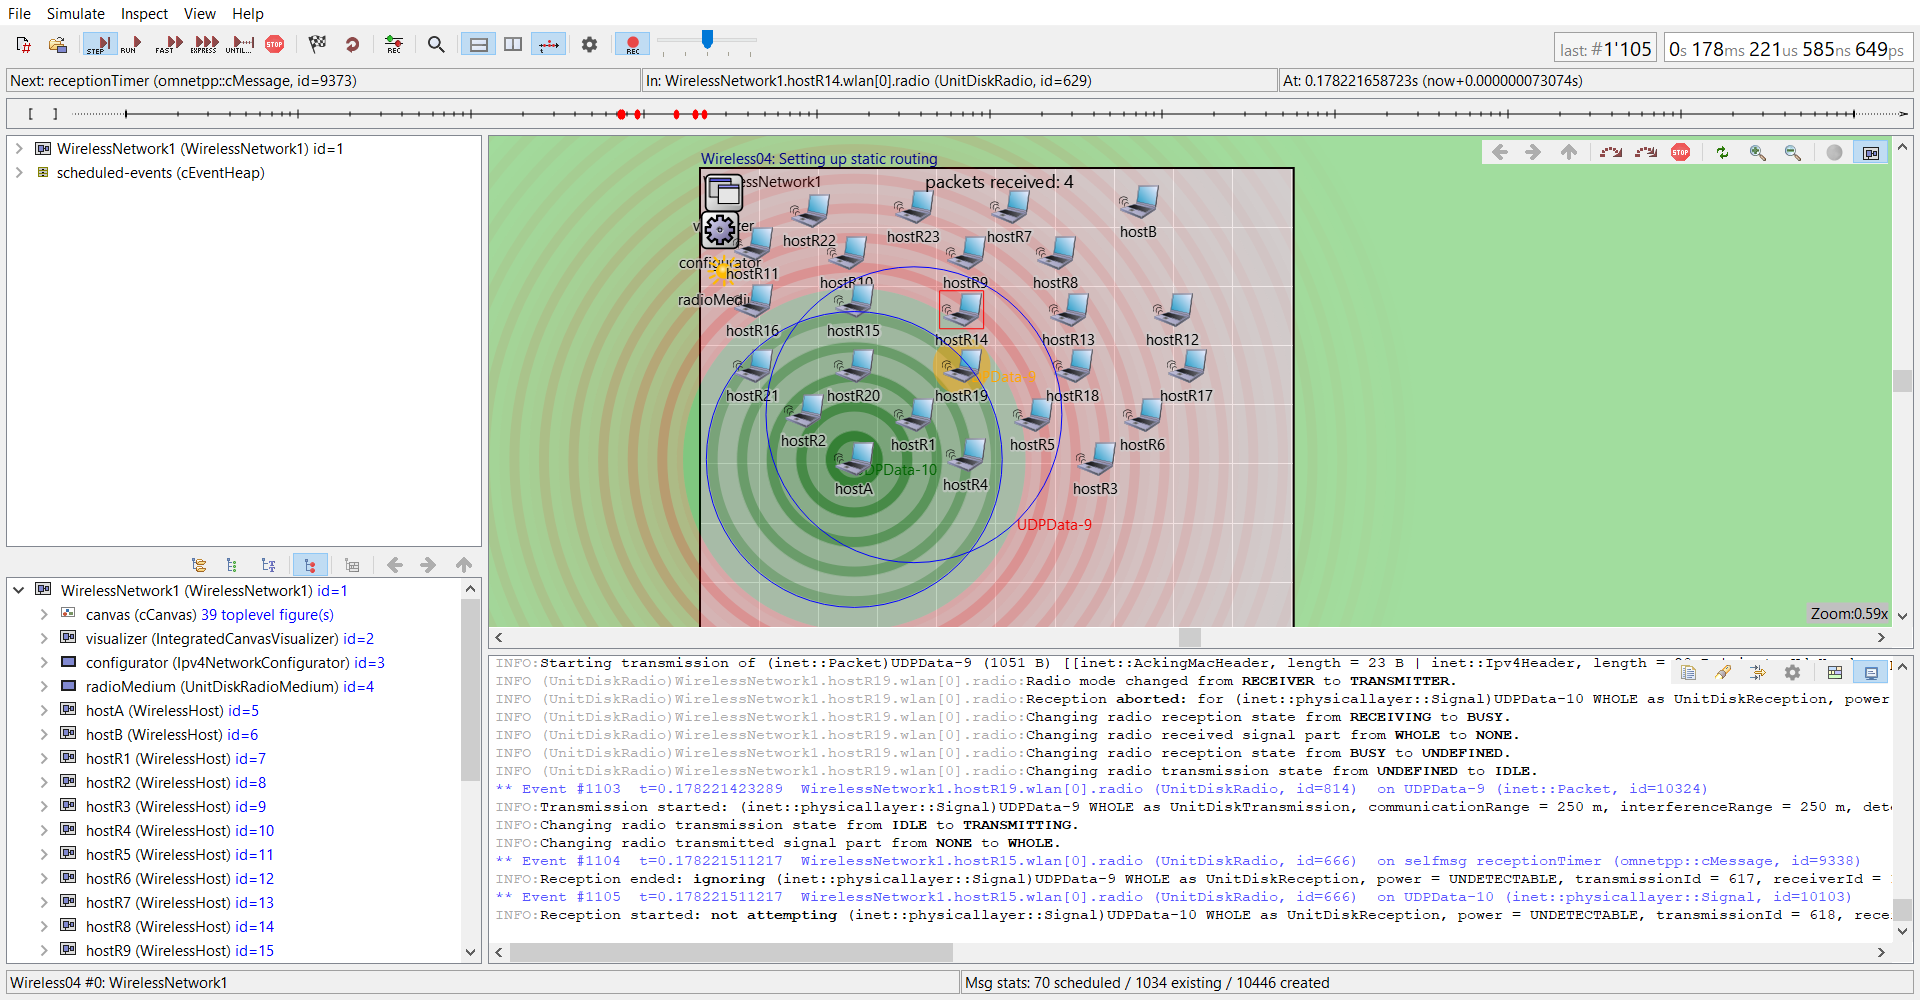 File Simulate Inspect View Help
STEP RUN FAST EXPRESS UNTIL... STOP REC REC
last: #1'105 0s 178ms 221us 585ns 649ps
Next: receptionTimer (omnetpp::cMessage, id=9373) In: WirelessNetwork1.hostR14.wlan[0].radio (UnitDiskRadio, id=629) At: 0.178221658723s (now+0.000000073074s)
[ ]
WirelessNetwork1 (WirelessNetwork1) id=1
scheduled-events (cEventHeap)
WirelessNetwork1 (WirelessNetwork1) id=1
canvas (cCanvas) 39 toplevel figure(s)
visualizer (IntegratedCanvasVisualizer) id=2
configurator (Ipv4NetworkConfigurator) id=3
radioMedium (UnitDiskRadioMedium) id=4
hostA (WirelessHost) id=5
hostB (WirelessHost) id=6
hostR1 (WirelessHost) id=7
hostR2 (WirelessHost) id=8
hostR3 (WirelessHost) id=9
hostR4 (WirelessHost) id=10
hostR5 (WirelessHost) id=11
hostR6 (WirelessHost) id=12
hostR7 (WirelessHost) id=13
hostR8 (WirelessHost) id=14
hostR9 (WirelessHost) id=15
Wireless04: Setting up static routing
STOP
packets received: 4
hostR22 hostR23 hostR7 hostB
configurator
hostR11 hostR10 hostR9 hostR8
hostR16 hostR15 hostR14 hostR13 hostR12
hostR21 hostR20 hostR19 hostR18 hostR17
hostR2 hostR1 hostR5 hostR6
UDPData-10
hostA hostR4 hostR3
UDPData-9
Zoom:0.59x
INFO:Starting transmission of (inet::Packet)UDPData-9 (1051 B) [[inet::AckingMacHeader, length = 23 B | inet::Ipv4Header, length =
INFO (UnitDiskRadio)WirelessNetwork1.hostR19.wlan[0].radio:Radio mode changed from RECEIVER to TRANSMITTER.
INFO (UnitDiskRadio)WirelessNetwork1.hostR19.wlan[0].radio:Reception aborted: for (inet::physicallayer::Signal)UDPData-10 WHOLE as UnitDiskReception, power
INFO (UnitDiskRadio)WirelessNetwork1.hostR19.wlan[0].radio:Changing radio reception state from RECEIVING to BUSY.
INFO (UnitDiskRadio)WirelessNetwork1.hostR19.wlan[0].radio:Changing radio received signal part from WHOLE to NONE.
INFO (UnitDiskRadio)WirelessNetwork1.hostR19.wlan[0].radio:Changing radio reception state from BUSY to UNDEFINED.
INFO (UnitDiskRadio)WirelessNetwork1.hostR19.wlan[0].radio:Changing radio transmission state from UNDEFINED to IDLE.
** Event #1103 t=0.178221423289 WirelessNetwork1.hostR19.wlan[0].radio (UnitDiskRadio, id=814) on UDPData-9 (inet::Packet, id=10324)
INFO:Transmission started: (inet::physicallayer::Signal)UDPData-9 WHOLE as UnitDiskTransmission, communicationRange = 250 m, interferenceRange = 250 m, det
INFO:Changing radio transmission state from IDLE to TRANSMITTING.
INFO:Changing radio transmitted signal part from NONE to WHOLE.
** Event #1104 t=0.178221511217 WirelessNetwork1.hostR15.wlan[0].radio (UnitDiskRadio, id=666) on selfmsg receptionTimer (omnetpp::cMessage, id=9338)
INFO:Reception ended: ignoring (inet::physicallayer::Signal)UDPData-9 WHOLE as UnitDiskReception, power = UNDETECTABLE, transmissionId = 617, receiverId =
** Event #1105 t=0.178221511217 WirelessNetwork1.hostR15.wlan[0].radio (UnitDiskRadio, id=666) on UDPData-10 (inet::physicallayer::Signal, id=10103)
INFO:Reception started: not attempting (inet::physicallayer::Signal)UDPData-10 WHOLE as UnitDiskReception, power = UNDETECTABLE, transmissionId = 618, rece
Wireless04 #0: WirelessNetwork1 Msg stats: 70 scheduled / 1034 existing / 10446 created